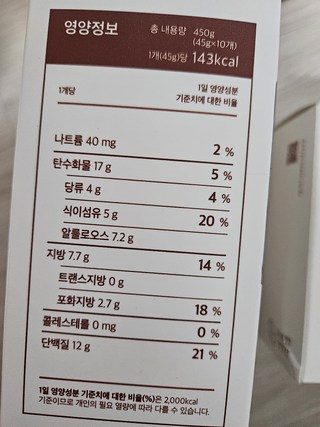 영양정보
총 내용량 450g
(45g×10개)
1개(45g)당 143kcal
1개당
1일 영양성분
기준치에 대한 비율
나트륨 40 mg 2 %
탄수화물 17 g 5 %
당류 4 g 4 %
식이섬유 5 g 20 %
알룰로오스 7.2 g
지방 7.7 g 14 %
트랜스지방 0 g
포화지방 2.7 g 18 %
콜레스테롤 0 mg 0 %
단백질 12 g 21 %
1일 영양성분 기준치에 대한 비율(%)은 2,000kcal
기준이므로 개인의 필요 열량에 따라 다를 수 있습니다.